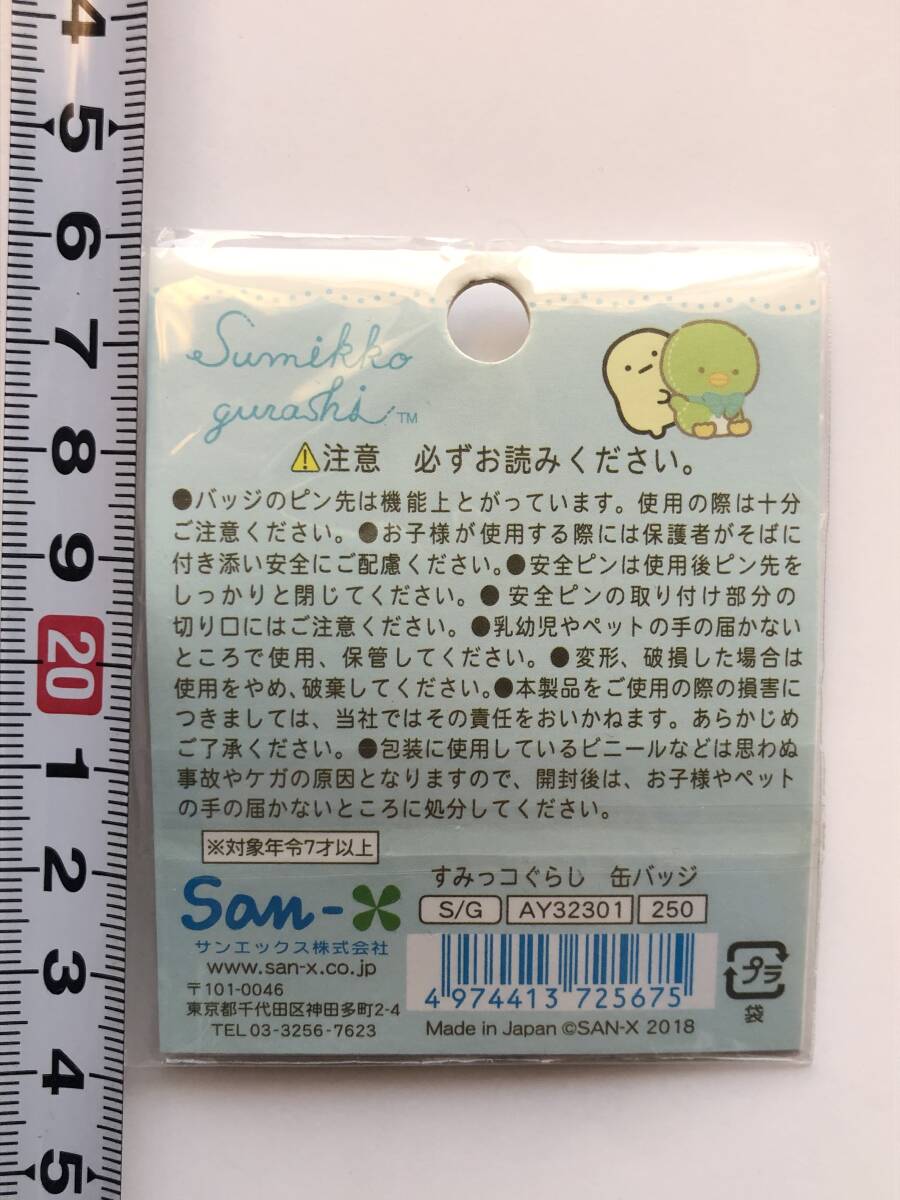 4
5
6
7
8
9
20
1
2
3
4
5
Sumikko
gurashi ™
注意 必ずお読みください。
●バッジのピン先は機能上とがっています。使用の際は十分
ご注意ください。●お子様が使用する際には保護者がそばに
付き添い安全にご配慮ください。●安全ピンは使用後ピン先を
しっかりと閉じてください。●安全ピンの取り付け部分の
切り口にはご注意ください。●乳幼児やペットの手の届かない
ところで使用、保管してください。●変形、破損した場合は
使用をやめ、破棄してください。●本製品をご使用の際の損害に
つきましては、当社ではその責任をおいかねます。あらかじめ
ご了承ください。●包装に使用しているビニールなどは思わぬ
事故やケガの原因となりますので、開封後は、お子様やペット
の手の届かないところに処分してください。
※対象年令7才以上
San-X
サンエックス株式会社
www.san-x.co.jp
〒101-0046
東京都千代田区神田多町2-4
TEL 03-3256-7623
すみっコぐらし 缶バッジ
S/G AY32301 250
4 974413 725675
Made in Japan ©SAN-X 2018
プラ
袋